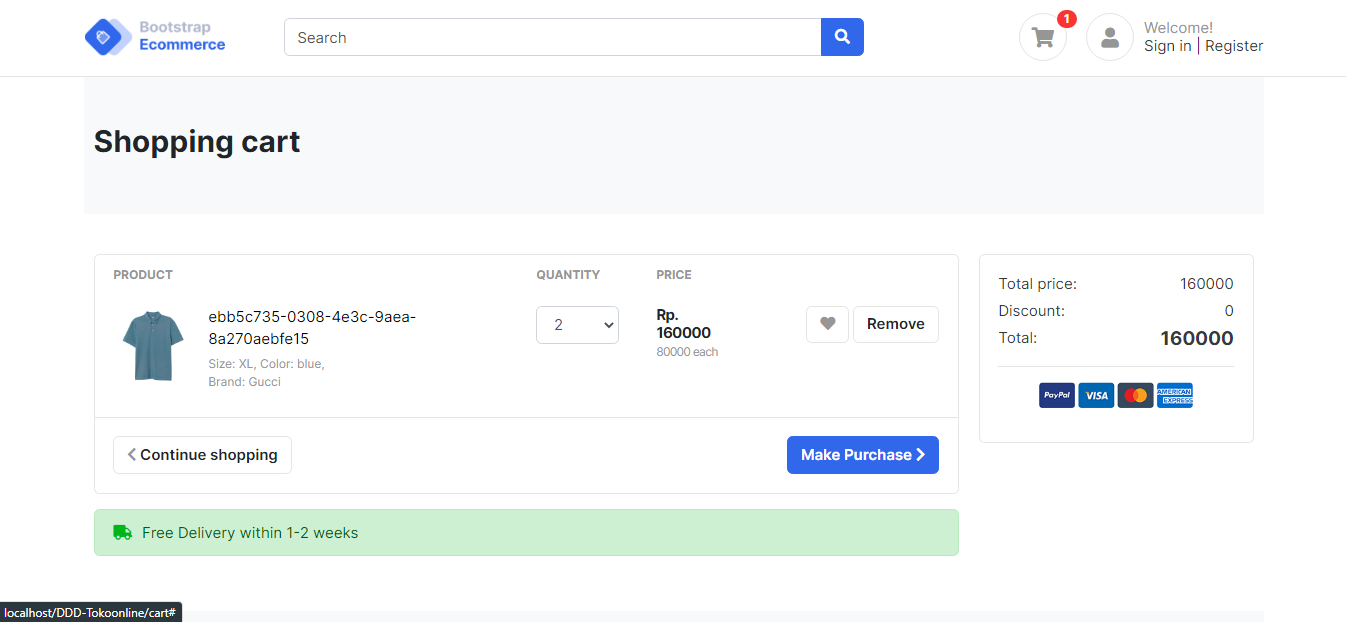 Bootstrap
Ecommerce
Search
1
Welcome!
Sign in | Register
Shopping cart
PRODUCT QUANTITY PRICE
ebb5c735-0308-4e3c-9aea-
8a270aebfe15
Size: XL, Color: blue,
Brand: Gucci
2
Rp.
160000
80000 each
Remove
Continue shopping
Make Purchase
Free Delivery within 1-2 weeks
Total price: 160000
Discount: 0
Total: 160000
PayPal VISA AMERICAN EXPRESS
localhost/DDD-Tokoonline/cart#